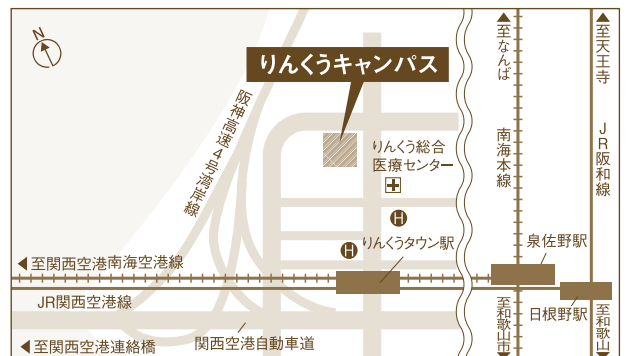 N
りんくうキャンパス
至なんば
至天王寺
阪神高速4号湾岸線
りんくう総合
医療センター
南海本線
JR阪和線
H
H
りんくうタウン駅
泉佐野駅
至関西空港 南海空港線
JR関西空港線
日根野駅
至和歌山市
至和歌山
関西空港自動車道
至関西空港連絡橋